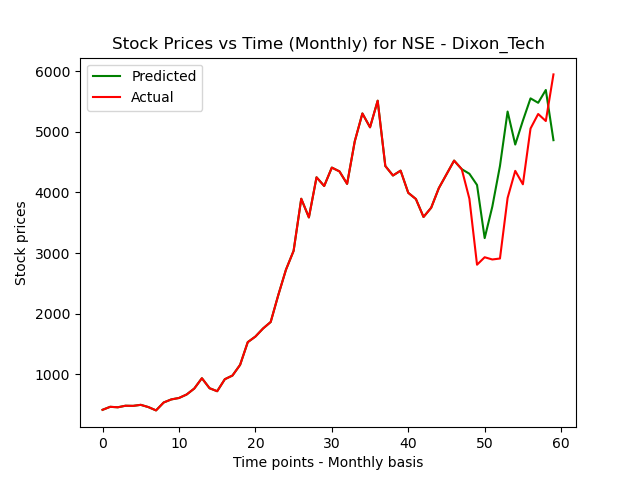 Stock Prices vs Time (Monthly) for NSE - Dixon_Tech
Predicted
Actual
6000
5000
4000
3000
2000
1000
Stock prices
0 10 20 30 40 50 60
Time points - Monthly basis